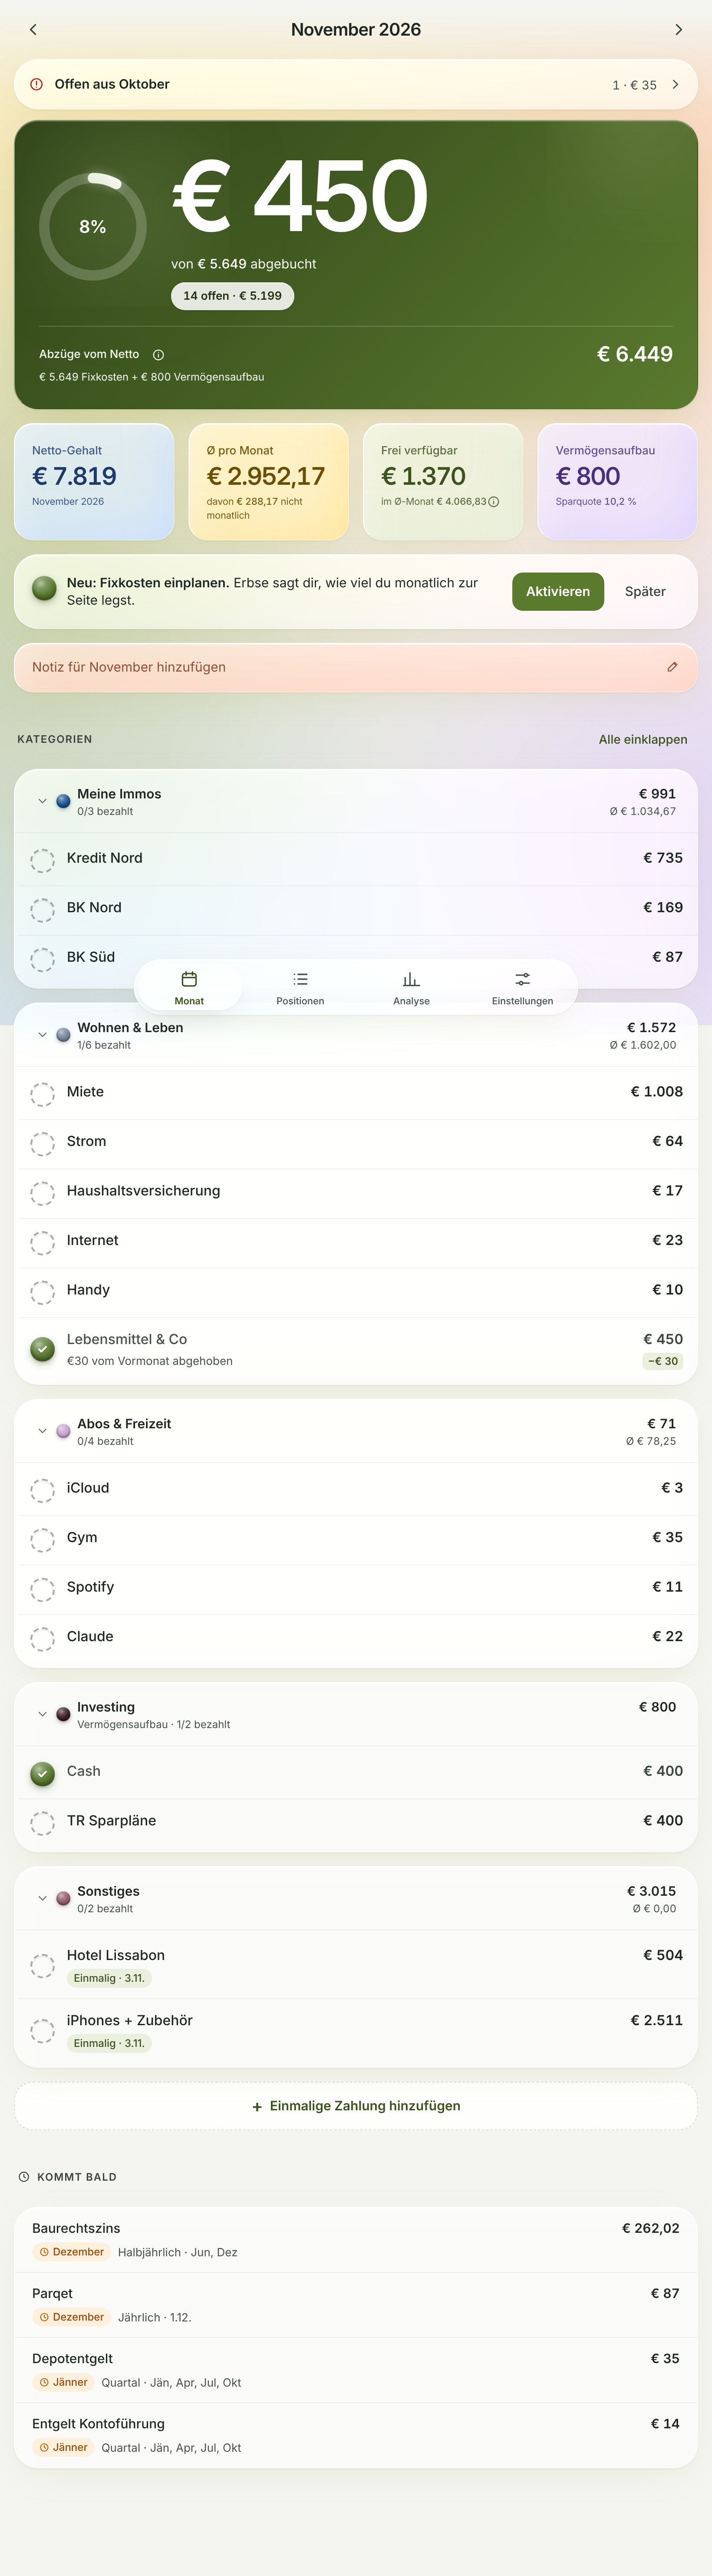 November 2026
Offen aus Oktober
1 · € 35
8%
€ 450
von € 5.649 abgebucht
14 offen · € 5.199
Abzüge vom Netto
€ 6.449
€ 5.649 Fixkosten + € 800 Vermögensaufbau
Netto-Gehalt
€ 7.819
November 2026
Ø pro Monat
€ 2.952,17
davon € 288,17 nicht
monatlich
Frei verfügbar
€ 1.370
im Ø-Monat € 4.066,83
Vermögensaufbau
€ 800
Sparquote 10,2 %
Neu: Fixkosten einplanen. Erbse sagt dir, wie viel du monatlich zur
Seite legst.
Aktivieren
Später
Notiz für November hinzufügen
KATEGORIEN
Alle einklappen
Meine Immos
€ 991
0/3 bezahlt
Ø € 1.034,67
Kredit Nord
€ 735
BK Nord
€ 169
BK Süd
€ 87
Monat
Positionen
Analyse
Einstellungen
Wohnen & Leben
€ 1.572
1/6 bezahlt
Ø € 1.602,00
Miete
€ 1.008
Strom
€ 64
Haushaltsversicherung
€ 17
Internet
€ 23
Handy
€ 10
Lebensmittel & Co
€ 450
€30 vom Vormonat abgehoben
−€ 30
Abos & Freizeit
€ 71
0/4 bezahlt
Ø € 78,25
iCloud
€ 3
Gym
€ 35
Spotify
€ 11
Claude
€ 22
Investing
€ 800
Vermögensaufbau · 1/2 bezahlt
Cash
€ 400
TR Sparpläne
€ 400
Sonstiges
€ 3.015
0/2 bezahlt
Ø € 0,00
Hotel Lissabon
€ 504
Einmalig · 3.11.
iPhones + Zubehör
€ 2.511
Einmalig · 3.11.
+ Einmalige Zahlung hinzufügen
KOMMT BALD
Baurechtszins
€ 262,02
Dezember
Halbjährlich · Jun, Dez
Parqet
€ 87
Dezember
Jährlich · 1.12.
Depotentgelt
€ 35
Jänner
Quartal · Jän, Apr, Jul, Okt
Entgelt Kontoführung
€ 14
Jänner
Quartal · Jän, Apr, Jul, Okt